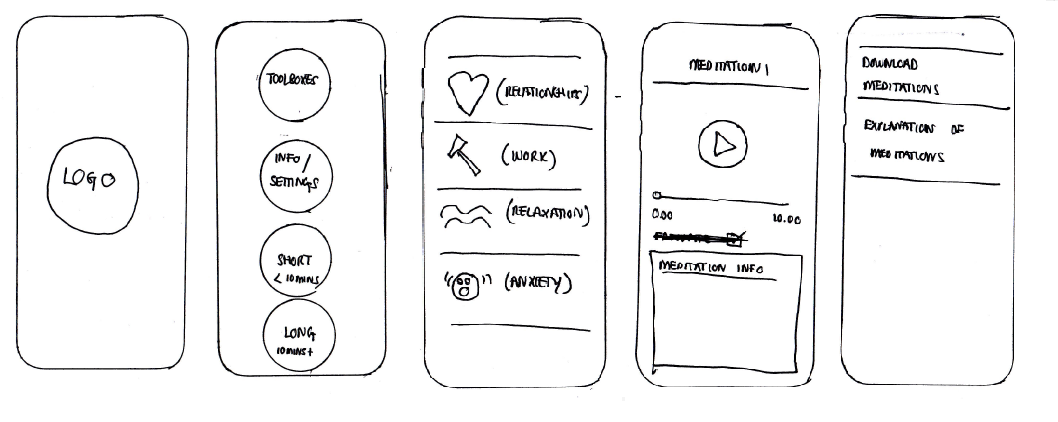 LOGO
TOOLBOXES
INFO /
SETTINGS
SHORT
< 10 MINS
LONG
10 MINS +
(RELATIONSHIPS)
(WORK)
(RELAXATION)
(ANXIETY)
MEDITATION 1
0.00 10.00
MEDITATION INFO
DOWNLOAD
MEDITATIONS
EXPLANATION OF
MEDITATIONS